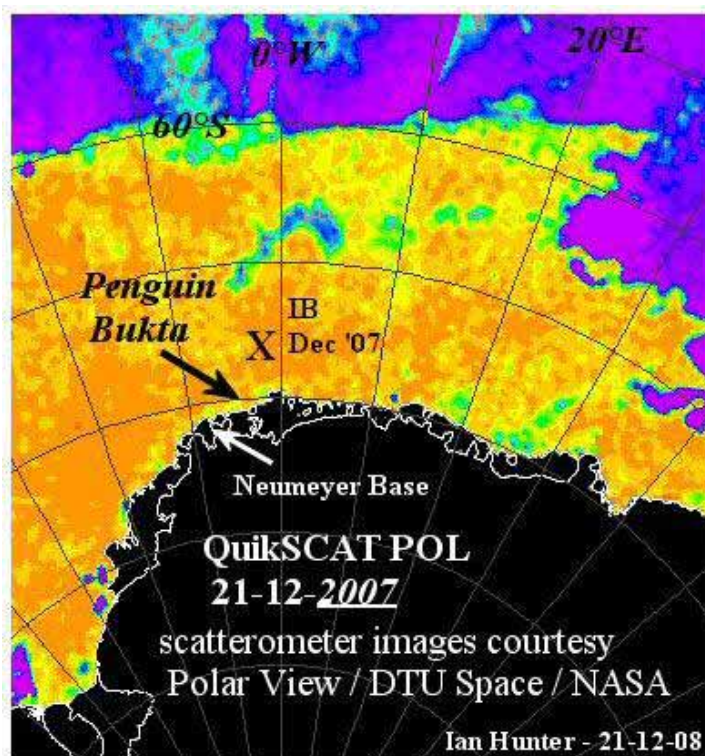 0°W
20°E
60°S
Penguin
Bukta
IB
X Dec '07
Neumeyer Base
QuikSCAT POL
21-12-2007
scatterometer images courtesy
Polar View / DTU Space / NASA
Ian Hunter - 21-12-08